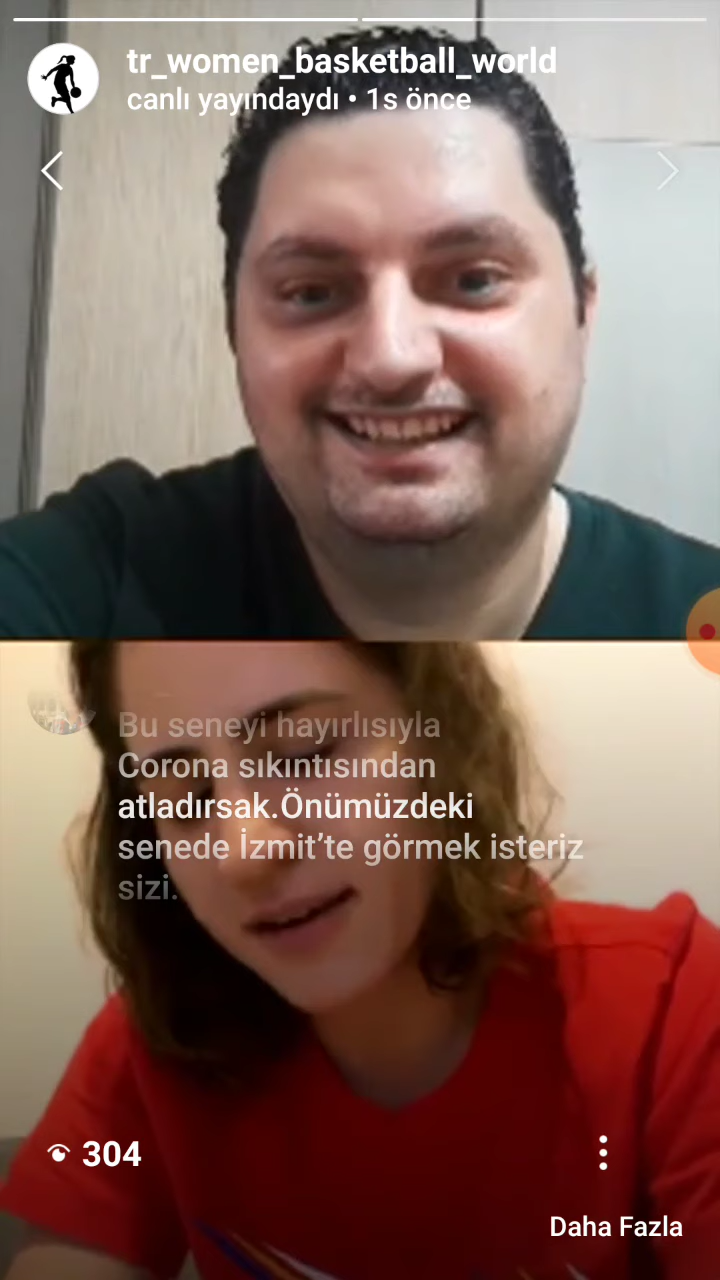 tr_women_basketball_world
canlı yayındaydı • 1s önce
Bu seneyi hayırlısıyla
Corona sıkıntısından
atladırsak.Önümüzdeki
senede İzmit’te görmek isteriz
sizi.
304
Daha Fazla